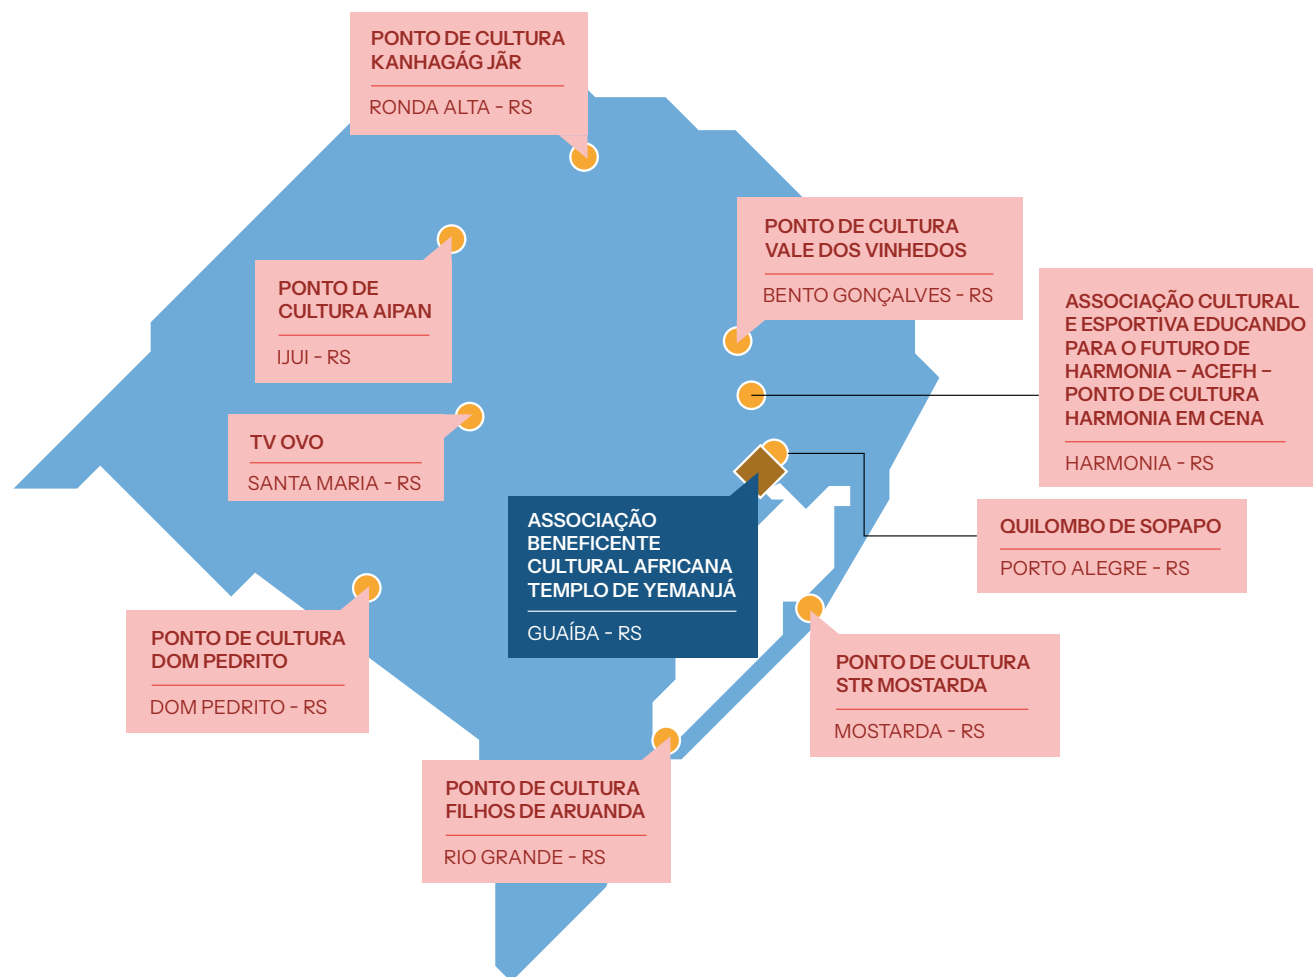 PONTO DE CULTURA
KANHAGÁG JÃR
RONDA ALTA - RS
PONTO DE CULTURA
VALE DOS VINHEDOS
BENTO GONÇALVES - RS
PONTO DE
CULTURA AIPAN
IJUI - RS
ASSOCIAÇÃO CULTURAL
E ESPORTIVA EDUCANDO
PARA O FUTURO DE
HARMONIA – ACEFH –
PONTO DE CULTURA
HARMONIA EM CENA
HARMONIA - RS
TV OVO
SANTA MARIA - RS
ASSOCIAÇÃO
BENEFICENTE
CULTURAL AFRICANA
TEMPLO DE YEMANJÁ
GUAÍBA - RS
QUILOMBO DE SOPAPO
PORTO ALEGRE - RS
PONTO DE CULTURA
DOM PEDRITO
DOM PEDRITO - RS
PONTO DE CULTURA
STR MOSTARDA
MOSTARDA - RS
PONTO DE CULTURA
FILHOS DE ARUANDA
RIO GRANDE - RS